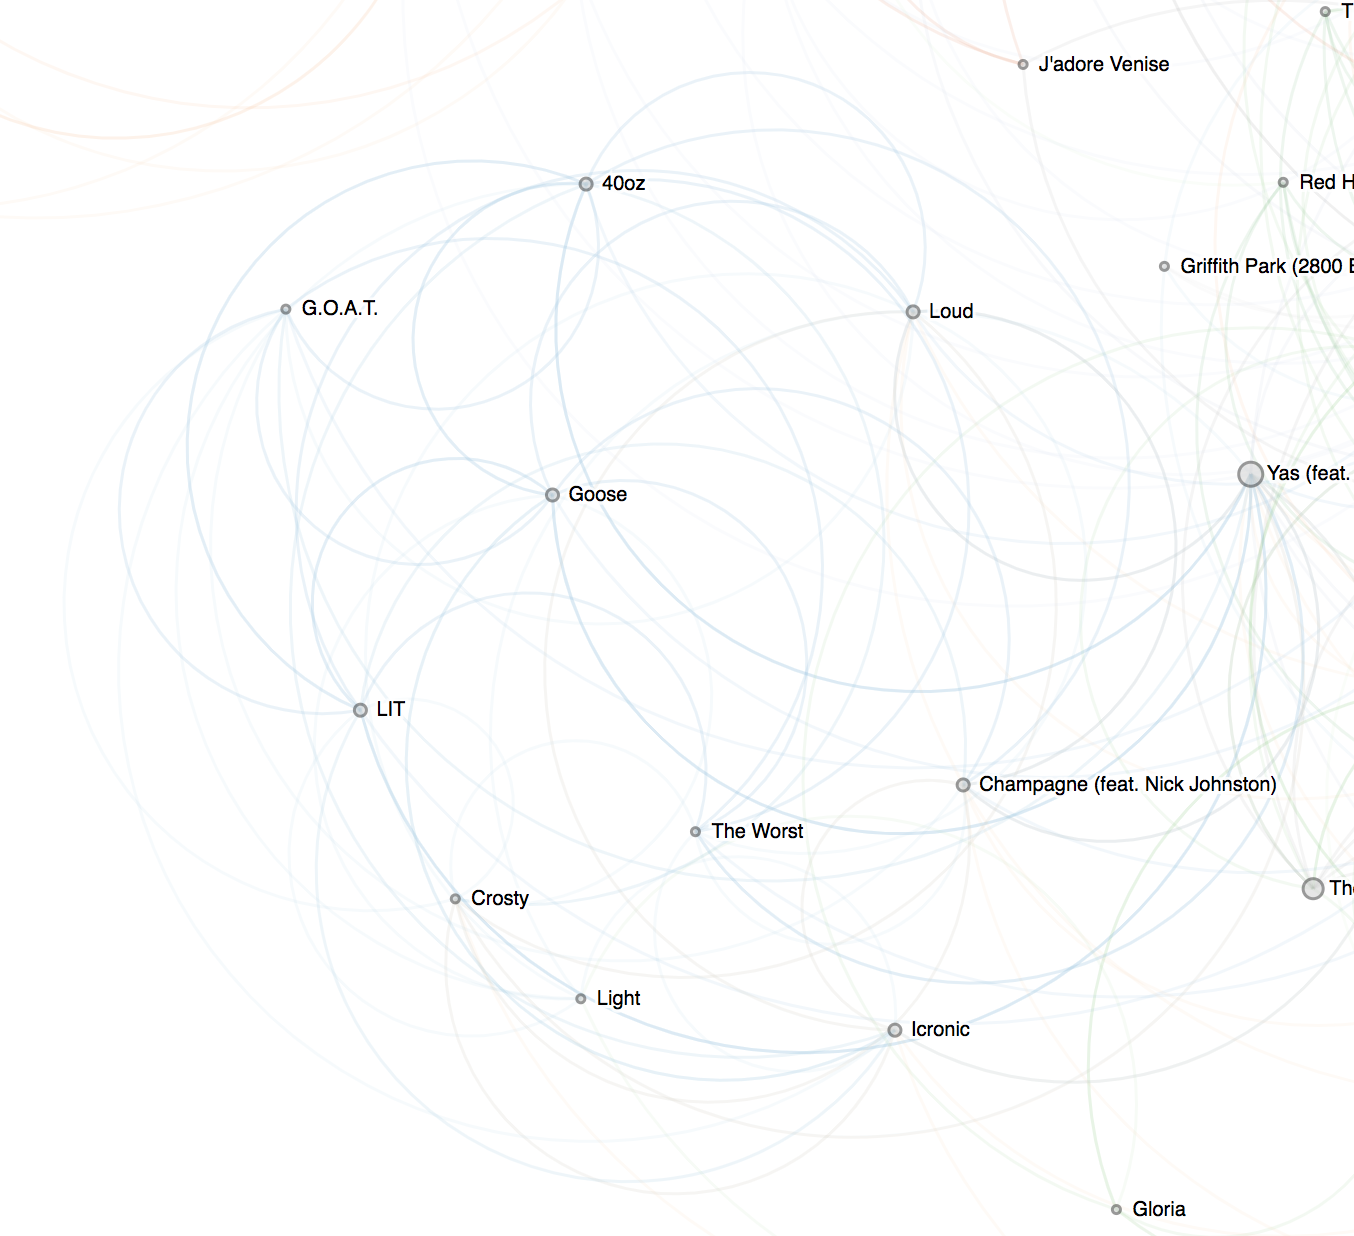 T
J'adore Venise
40oz
Red H
Griffith Park (2800 E
G.O.A.T.
Loud
Yas (feat.
Goose
LIT
Champagne (feat. Nick Johnston)
The Worst
The
Crosty
Light
Icronic
Gloria